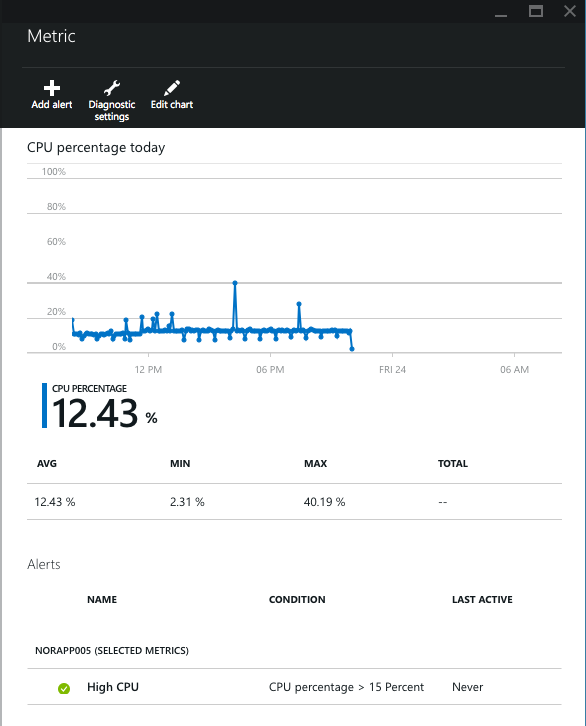 Metric
Add alert
Diagnostic settings
Edit chart
CPU percentage today
100%
80%
60%
40%
20%
0%
12 PM 06 PM FRI 24 06 AM
CPU PERCENTAGE
12.43 %
AVG MIN MAX TOTAL
12.43 % 2.31 % 40.19 % --
Alerts
NAME CONDITION LAST ACTIVE
NORAPP005 (SELECTED METRICS)
High CPU CPU percentage > 15 Percent Never